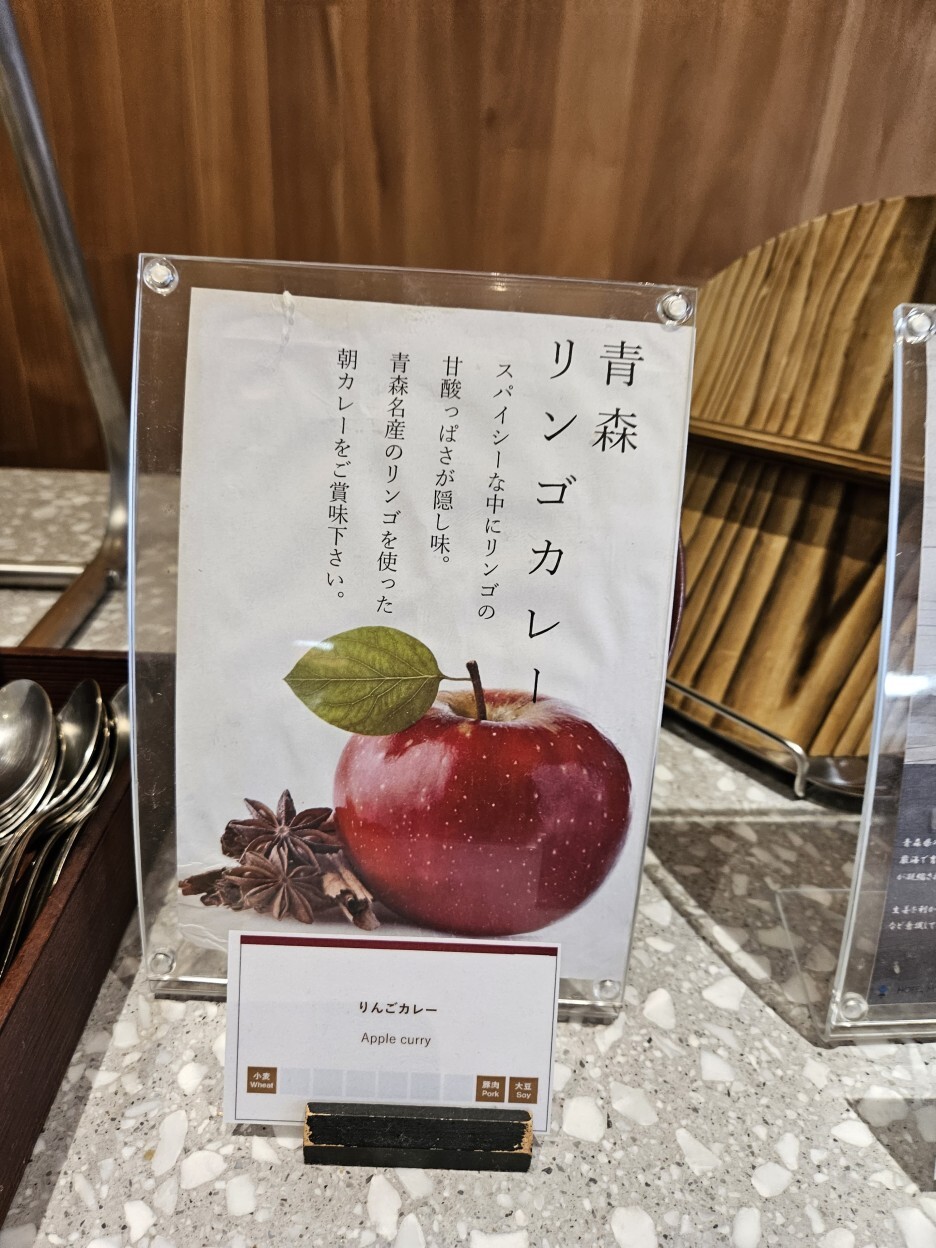 青森
リンゴカレー
スパイシーな中にリンゴの
甘酸っぱさが隠し味。
青森名産のリンゴを使った
朝カレーをご賞味下さい。
りんごカレー
Apple curry
小麦
Wheat
豚肉
Pork
大豆
Soy